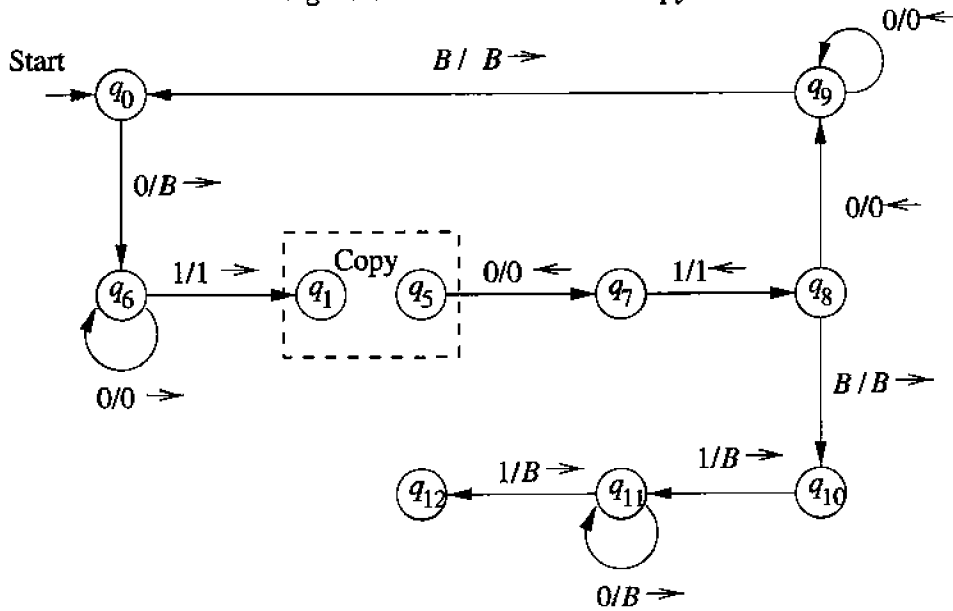 0/0 ←
Start
B / B →
q0
q9
0/B →
0/0 ←
Copy
1/1 →
0/0 ←
1/1 ←
q6
q1
q5
q7
q8
0/0 →
B / B →
1/B →
1/B →
q12
q11
q10
0/B →